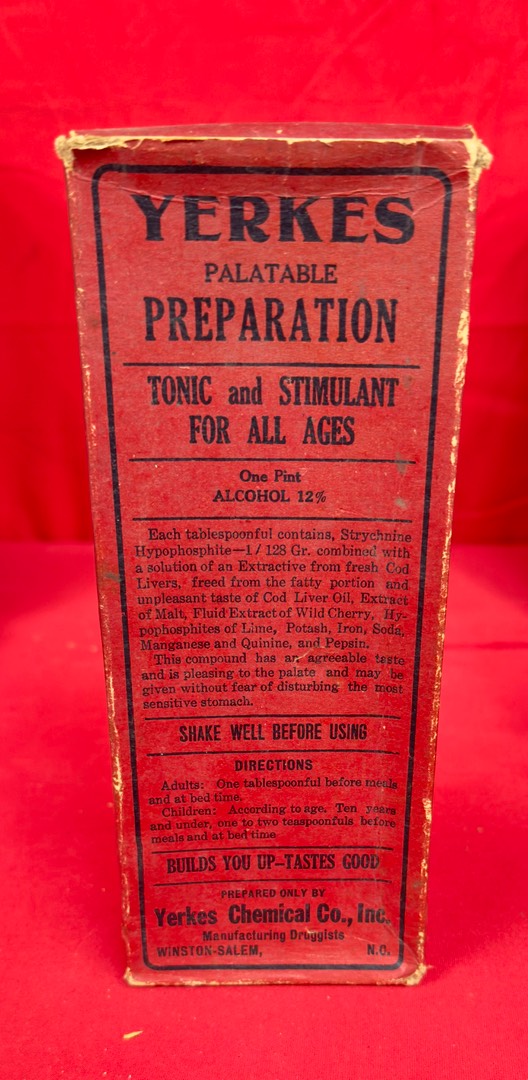 YERKES
PALATABLE
PREPARATION
TONIC and STIMULANT
FOR ALL AGES
One Pint
ALCOHOL 12%
Each tablespoonful contains, Strychnine
Hypophosphite—1/128 Gr. combined with
a solution of an Extractive from fresh Cod
Livers, freed from the fatty portion and
unpleasant taste of Cod Liver Oil, Extract
of Malt, Fluid Extract of Wild Cherry, Hy-
pophosphites of Lime, Potash, Iron, Soda,
Manganese and Quinine, and Pepsin.
This compound has an agreeable taste
and is pleasing to the palate and may be
given without fear of disturbing the most
sensitive stomach.
SHAKE WELL BEFORE USING
DIRECTIONS
Adults: One tablespoonful before meals
and at bed time.
Children: According to age. Ten years
and under, one to two teaspoonfuls before
meals and at bed time
BUILDS YOU UP—TASTES GOOD
PREPARED ONLY BY
Yerkes Chemical Co., Inc.
Manufacturing Druggists
WINSTON-SALEM, N.C.